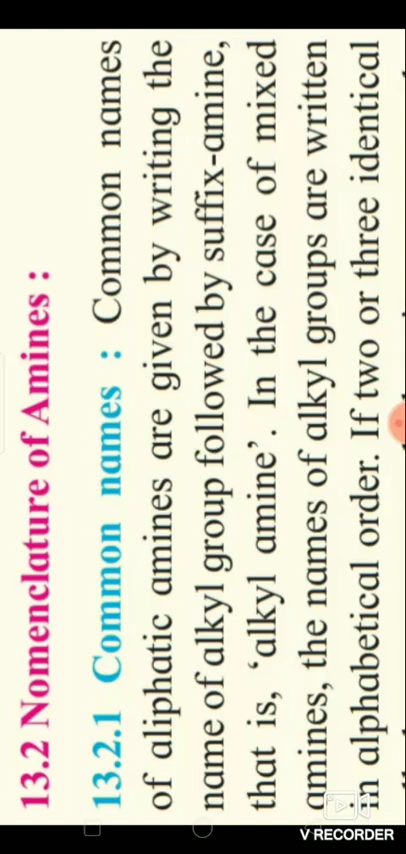 13.2 Nomenclature of Amines :
13.2.1 Common names : Common names
of aliphatic amines are given by writing the
name of alkyl group followed by suffix-amine,
that is, ‘alkyl amine’. In the case of mixed
amines, the names of alkyl groups are written
in alphabetical order. If two or three identical
V RECORDER